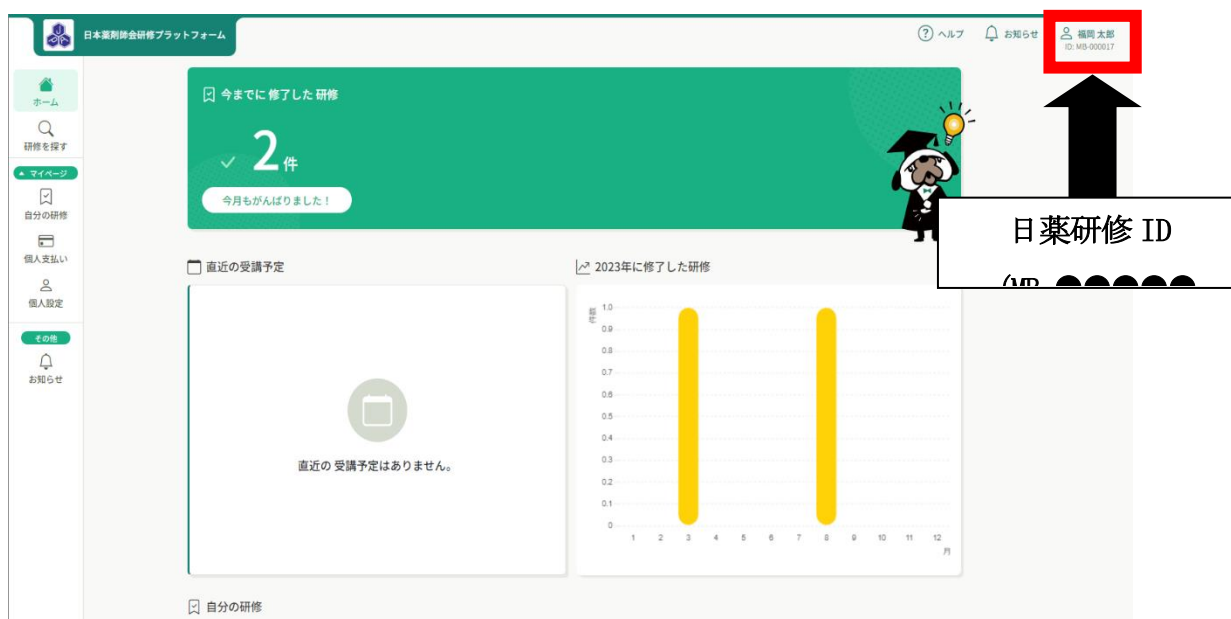 日本薬剤師会研修プラットフォーム
ヘルプ
お知らせ
福岡 太郎
ID: MB-000017
ホーム
研修を探す
マイページ
自分の研修
個人支払い
個人設定
その他
お知らせ
今までに修了した研修
2件
今月もがんばりました！
日薬研修 ID
(MB-●●●●●
直近の受講予定
直近の 受講予定はありません。
2023年に修了した研修
件数
1.0
0.9
0.8
0.7
0.6
0.5
0.4
0.3
0.2
0.1
0
1 2 3 4 5 6 7 8 9 10 11 12
月
自分の研修